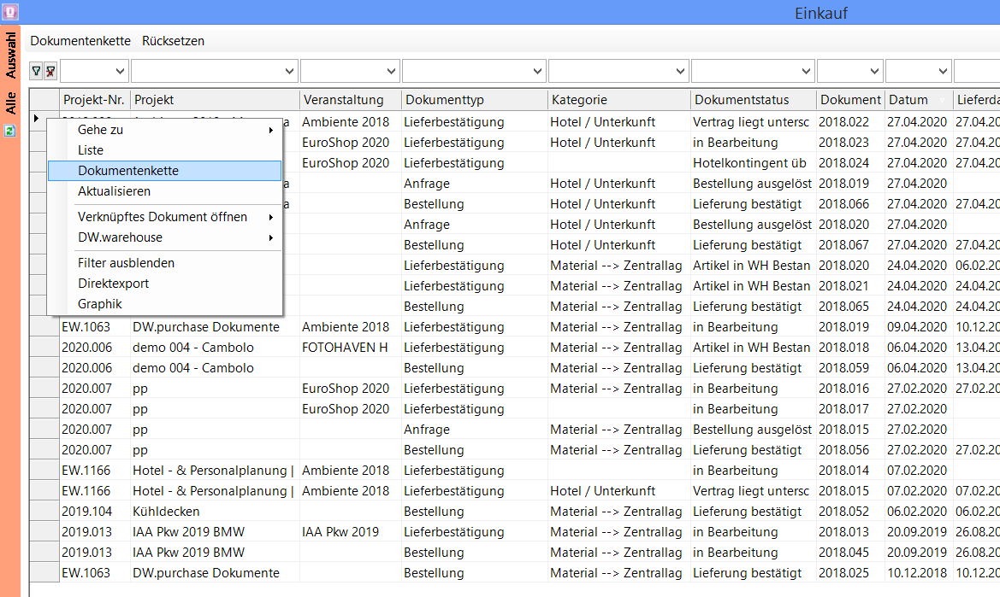 Einkauf
Auswahl
Alle
Dokumentenkette Rücksetzen
Projekt-Nr. Projekt Veranstaltung Dokumenttyp Kategorie Dokumentstatus Dokument Datum Lieferda
Ambiente 2018 Lieferbestätigung Hotel / Unterkunft Vertrag liegt untersc 2018.022 27.04.2020 27.04.20
Gehe zu
EuroShop 2020 Lieferbestätigung Hotel / Unterkunft in Bearbeitung 2018.023 27.04.2020 27.04.20
Liste
EuroShop 2020 Lieferbestätigung Hotelkontingent üb 2018.024 27.04.2020 27.04.20
Dokumentenkette
a Anfrage Hotel / Unterkunft Bestellung ausgelöst 2018.019 27.04.2020
Aktualisieren
a Bestellung Hotel / Unterkunft Lieferung bestätigt 2018.066 27.04.2020 27.04.20
Verknüpftes Dokument öffnen
Anfrage Hotel / Unterkunft Bestellung ausgelöst 2018.020 27.04.2020
DW.warehouse
Bestellung Hotel / Unterkunft Lieferung bestätigt 2018.067 27.04.2020 27.04.20
Filter ausblenden
Lieferbestätigung Material --> Zentrallag Artikel in WH Bestan 2018.020 24.04.2020 06.02.20
Direktexport
Lieferbestätigung Material --> Zentrallag Artikel in WH Bestan 2018.021 24.04.2020 24.04.20
Graphik
Bestellung Material --> Zentrallag Lieferung bestätigt 2018.065 24.04.2020 24.04.20
EW.1063 DW.purchase Dokumente Ambiente 2018 Lieferbestätigung Material --> Zentrallag in Bearbeitung 2018.019 09.04.2020 10.12.20
2020.006 demo 004 - Cambolo FOTOHAVEN H Lieferbestätigung Material --> Zentrallag Artikel in WH Bestan 2018.018 06.04.2020 13.04.20
2020.006 demo 004 - Cambolo Bestellung Material --> Zentrallag Lieferung bestätigt 2018.059 06.04.2020 13.04.20
2020.007 pp EuroShop 2020 Lieferbestätigung Material --> Zentrallag in Bearbeitung 2018.016 27.02.2020 27.02.20
2020.007 pp EuroShop 2020 Lieferbestätigung in Bearbeitung 2018.017 27.02.2020
2020.007 pp Anfrage Material --> Zentrallag Bestellung ausgelöst 2018.015 27.02.2020
2020.007 pp Bestellung Material --> Zentrallag Lieferung bestätigt 2018.056 27.02.2020 27.02.20
EW.1166 Hotel - & Personalplanung | Ambiente 2018 Lieferbestätigung in Bearbeitung 2018.014 07.02.2020
EW.1166 Hotel - & Personalplanung | Ambiente 2018 Lieferbestätigung Hotel / Unterkunft Vertrag liegt untersc 2018.015 07.02.2020 07.02.20
2019.104 Kühldecken Bestellung Material --> Zentrallag Lieferung bestätigt 2018.052 06.02.2020 06.02.20
2019.013 IAA Pkw 2019 BMW IAA Pkw 2019 Lieferbestätigung Material --> Zentrallag in Bearbeitung 2018.013 20.09.2019 26.08.20
2019.013 IAA Pkw 2019 BMW Bestellung Material --> Zentrallag in Bearbeitung 2018.045 20.09.2019 26.08.20
EW.1063 DW.purchase Dokumente Bestellung Material --> Zentrallag Lieferung bestätigt 2018.025 10.12.2018 10.12.20